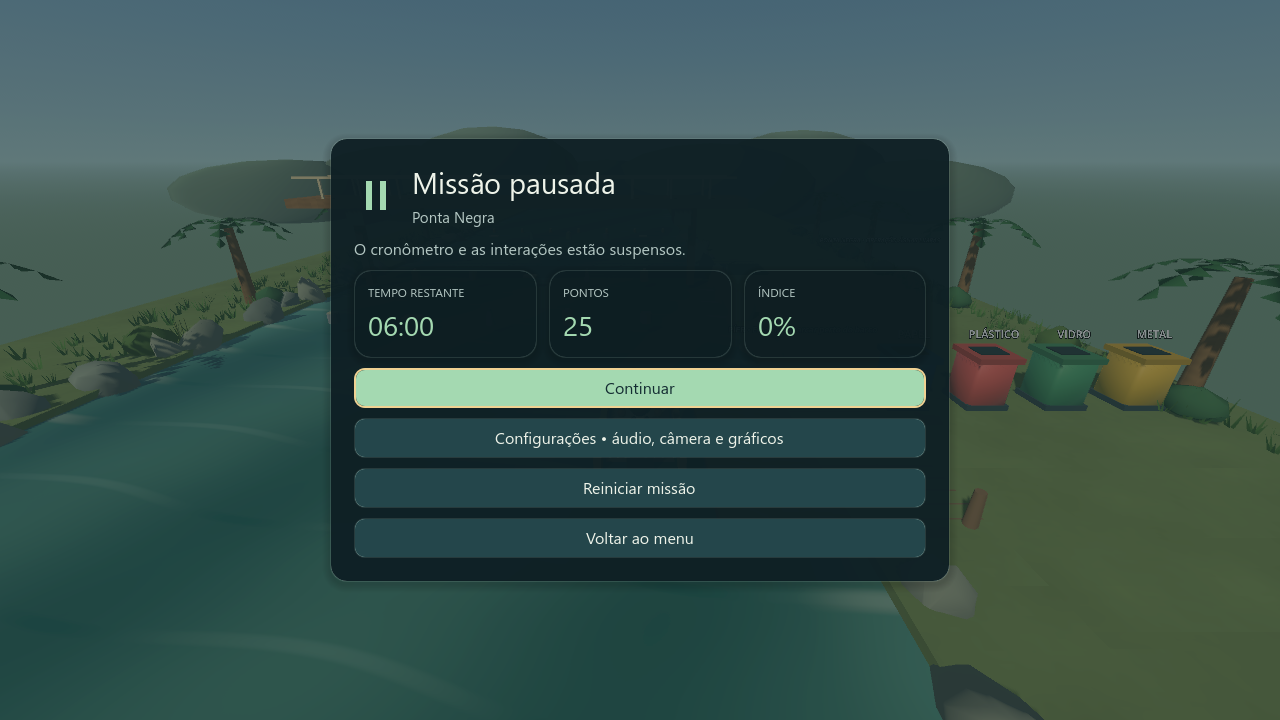 Missão pausada
Ponta Negra
O cronômetro e as interações estão suspensos.
TEMPO RESTANTE
06:00
PONTOS
25
ÍNDICE
0%
Continuar
Configurações • áudio, câmera e gráficos
Reiniciar missão
Voltar ao menu
PLÁSTICO
VIDRO
METAL